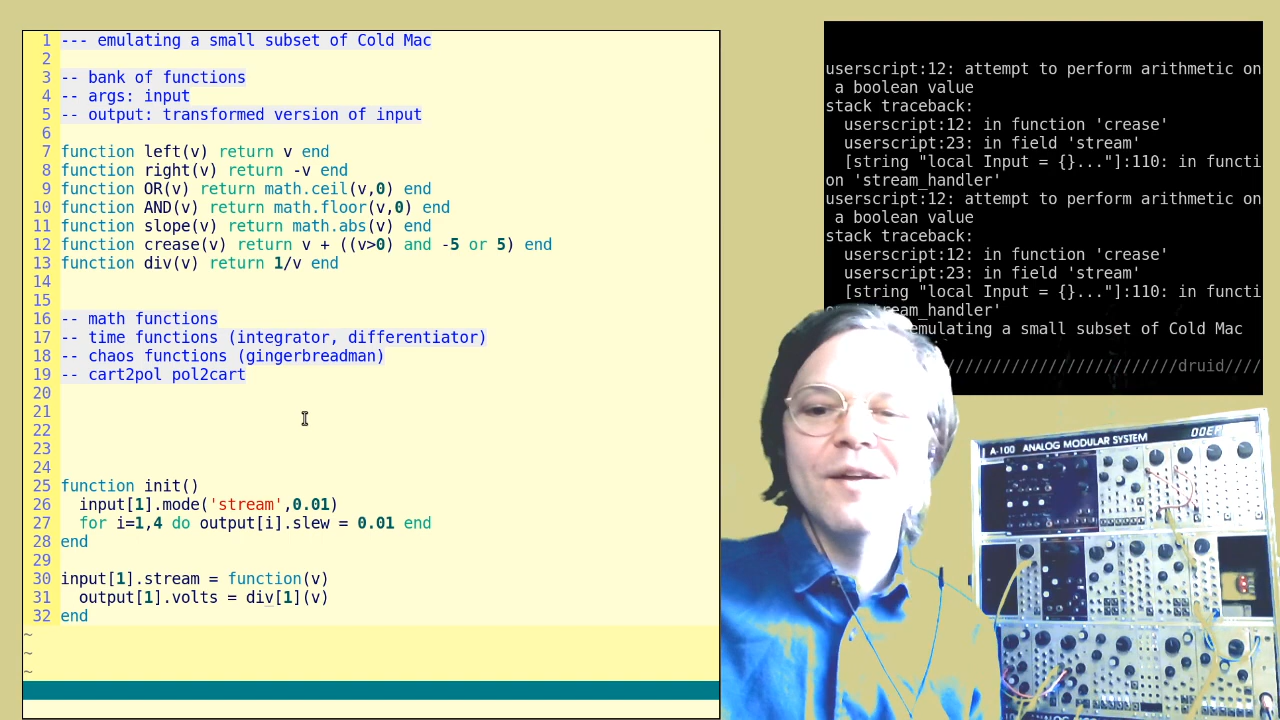 1 --- emulating a small subset of Cold Mac
2
3 -- bank of functions
4 -- args: input
5 -- output: transformed version of input
6
7 function left(v) return v end
8 function right(v) return -v end
9 function OR(v) return math.ceil(v,0) end
10 function AND(v) return math.floor(v,0) end
11 function slope(v) return math.abs(v) end
12 function crease(v) return v + ((v>0) and -5 or 5) end
13 function div(v) return 1/v end
14
15
16 -- math functions
17 -- time functions (integrator, differentiator)
18 -- chaos functions (gingerbreadman)
19 -- cart2pol pol2cart
20
21
22
23
24
25 function init()
26 input[1].mode('stream',0.01)
27 for i=1,4 do output[i].slew = 0.01 end
28 end
29
30 input[1].stream = function(v)
31 output[1].volts = div[1](v)
32 end
~
~
~
userscript:12: attempt to perform arithmetic on
a boolean value
stack traceback:
userscript:12: in function 'crease'
userscript:23: in field 'stream'
[string "local Input = {}..."]:110: in functi
on 'stream_handler'
userscript:12: attempt to perform arithmetic on
a boolean value
stack traceback:
userscript:12: in function 'crease'
userscript:23: in field 'stream'
[string "local Input = {}..."]:110: in functi
eam_handler'
emulating a small subset of Cold Mac
/////////////////////////druid////
A-100 ANALOG MODULAR SYSTEM